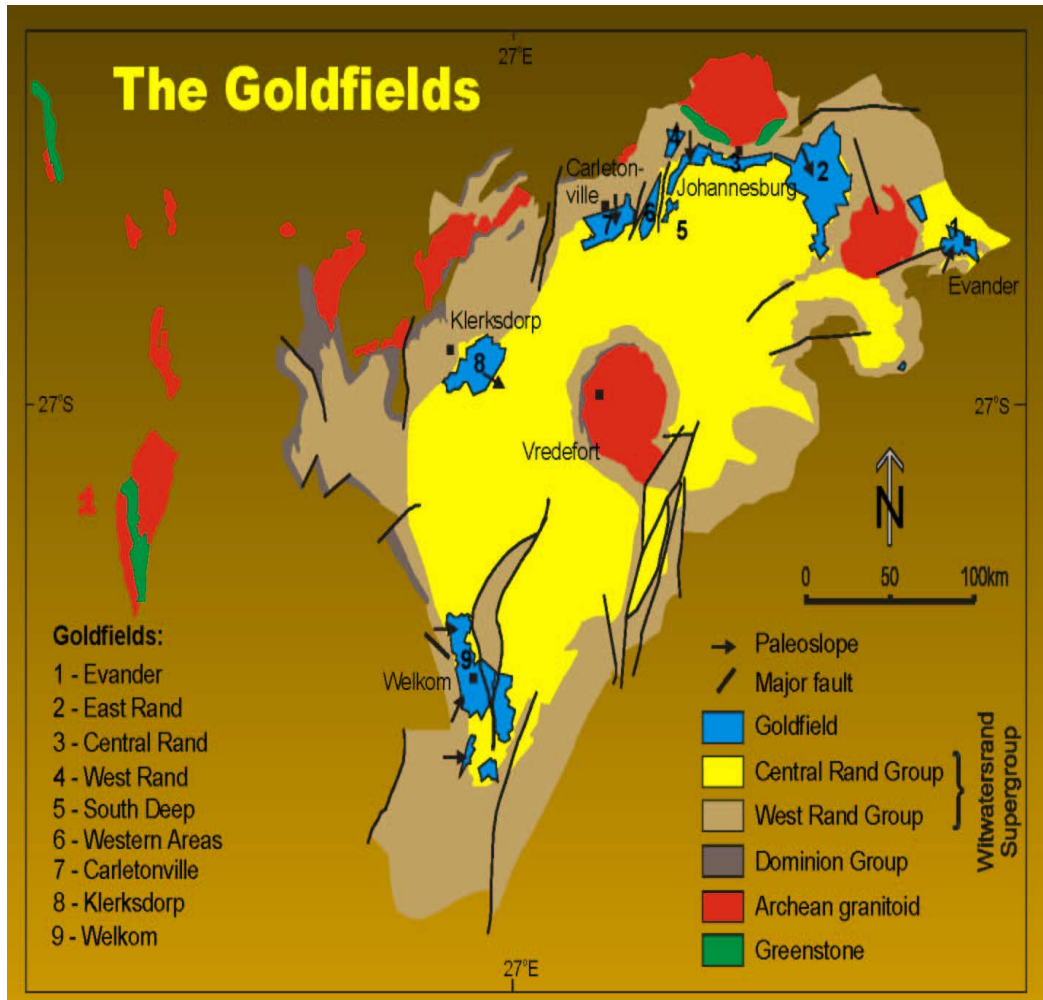 27°E
The Goldfields
4
3
2
Carleton-
ville
Johannesburg
7
6
5
1
Evander
Klerksdorp
8
27°S
27°S
Vredefort
N
0 50 100km
9
Welkom
Goldfields:
1 - Evander
2 - East Rand
3 - Central Rand
4 - West Rand
5 - South Deep
6 - Western Areas
7 - Carletonville
8 - Klerksdorp
9 - Welkom
Paleoslope
Major fault
Goldfield
Central Rand Group
West Rand Group
Dominion Group
Archean granitoid
Greenstone
Witwatersrand
Supergroup
27°E